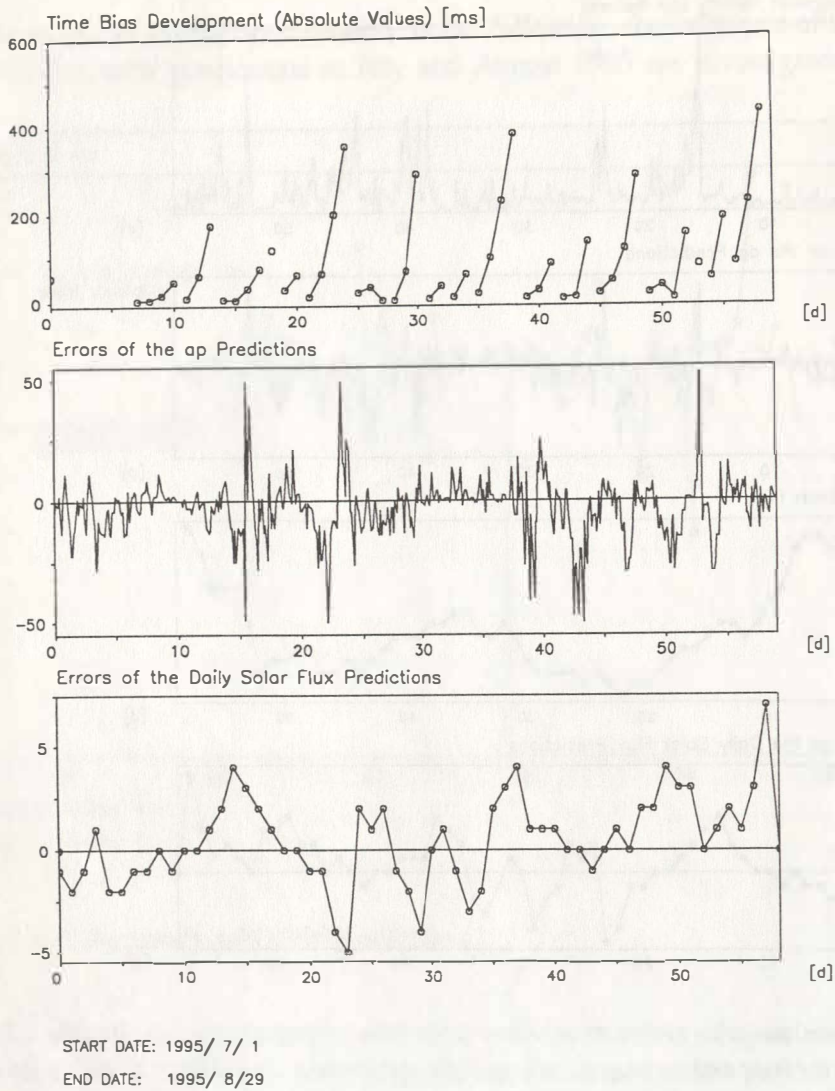 Time Bias Development (Absolute Values) [ms]
600
400
200
0
0 10 20 30 40 50 [d]
Errors of the ap Predictions
50
0
-50
0 10 20 30 40 50 [d]
Errors of the Daily Solar Flux Predictions
5
0
-5
0 10 20 30 40 50 [d]
START DATE: 1995/ 7/ 1
END DATE: 1995/ 8/29